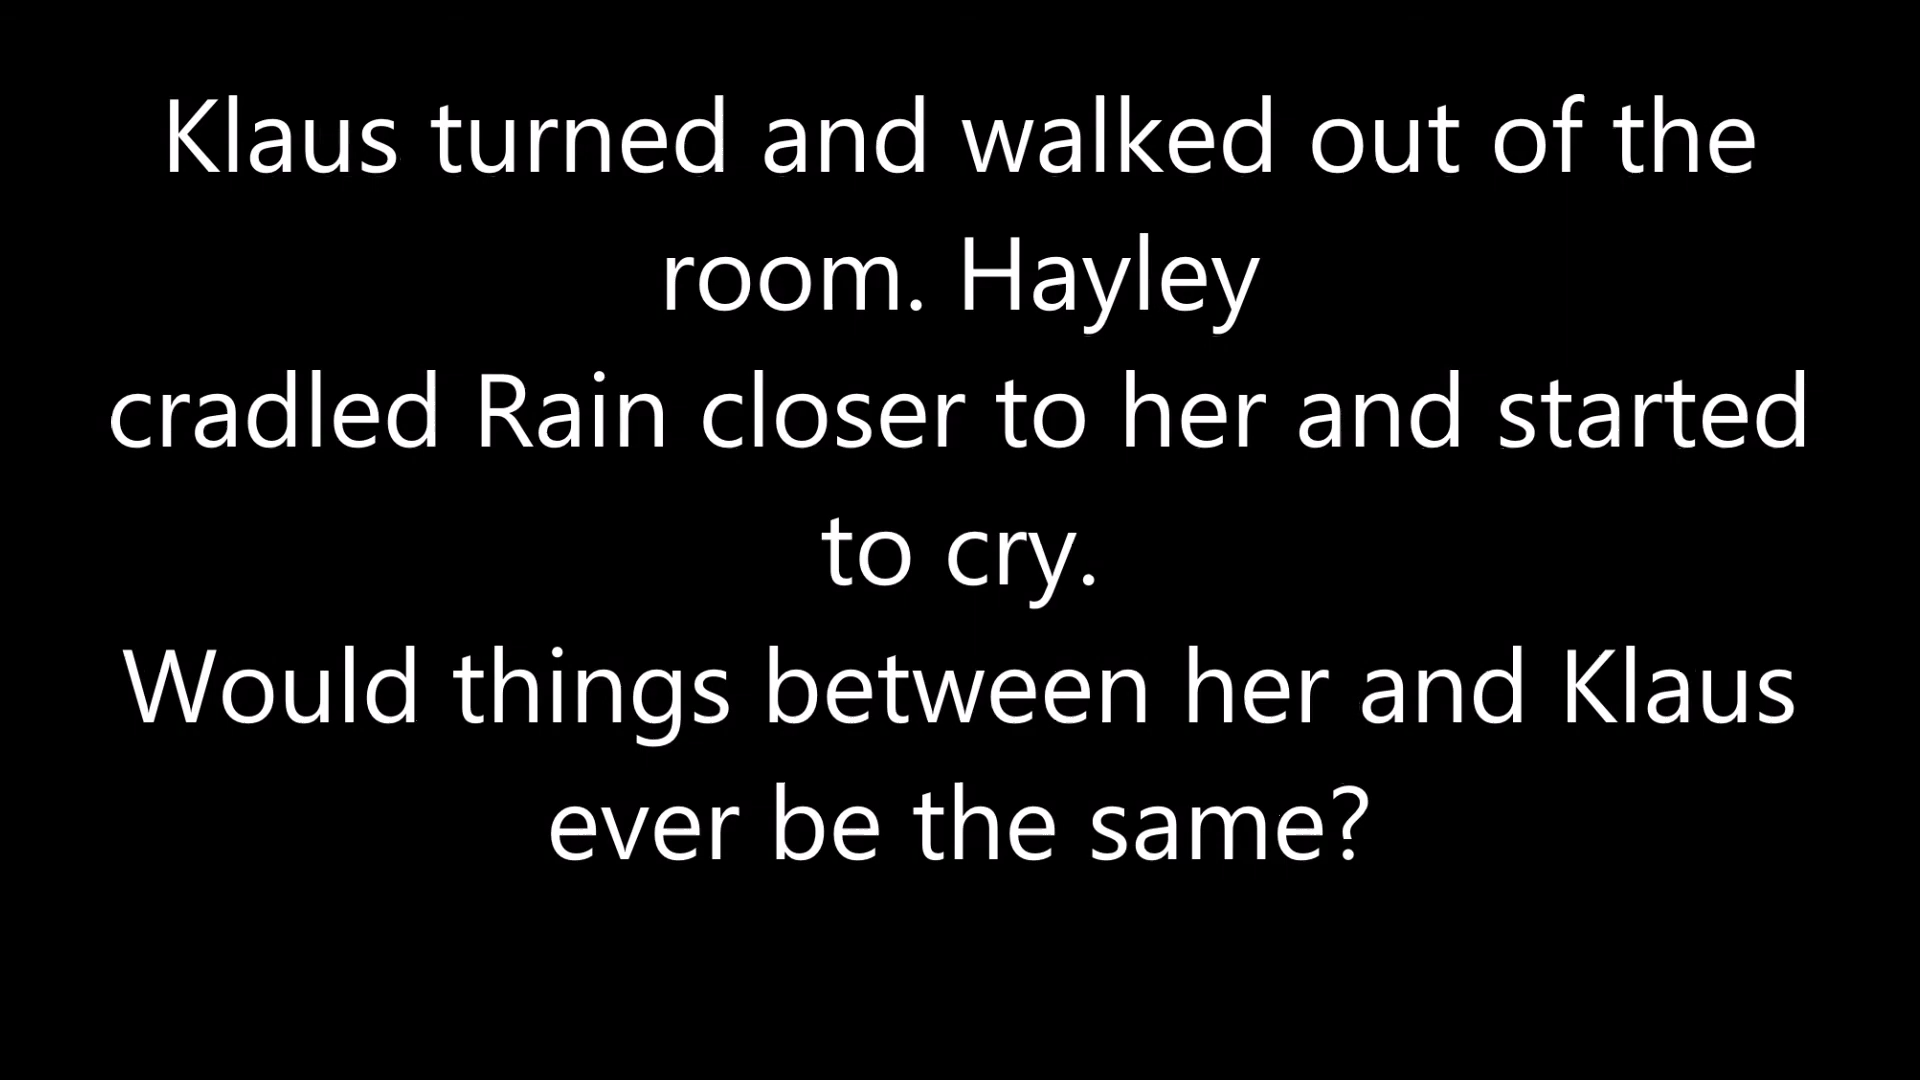 Klaus turned and walked out of the
room. Hayley
cradled Rain closer to her and started
to cry.
Would things between her and Klaus
ever be the same?